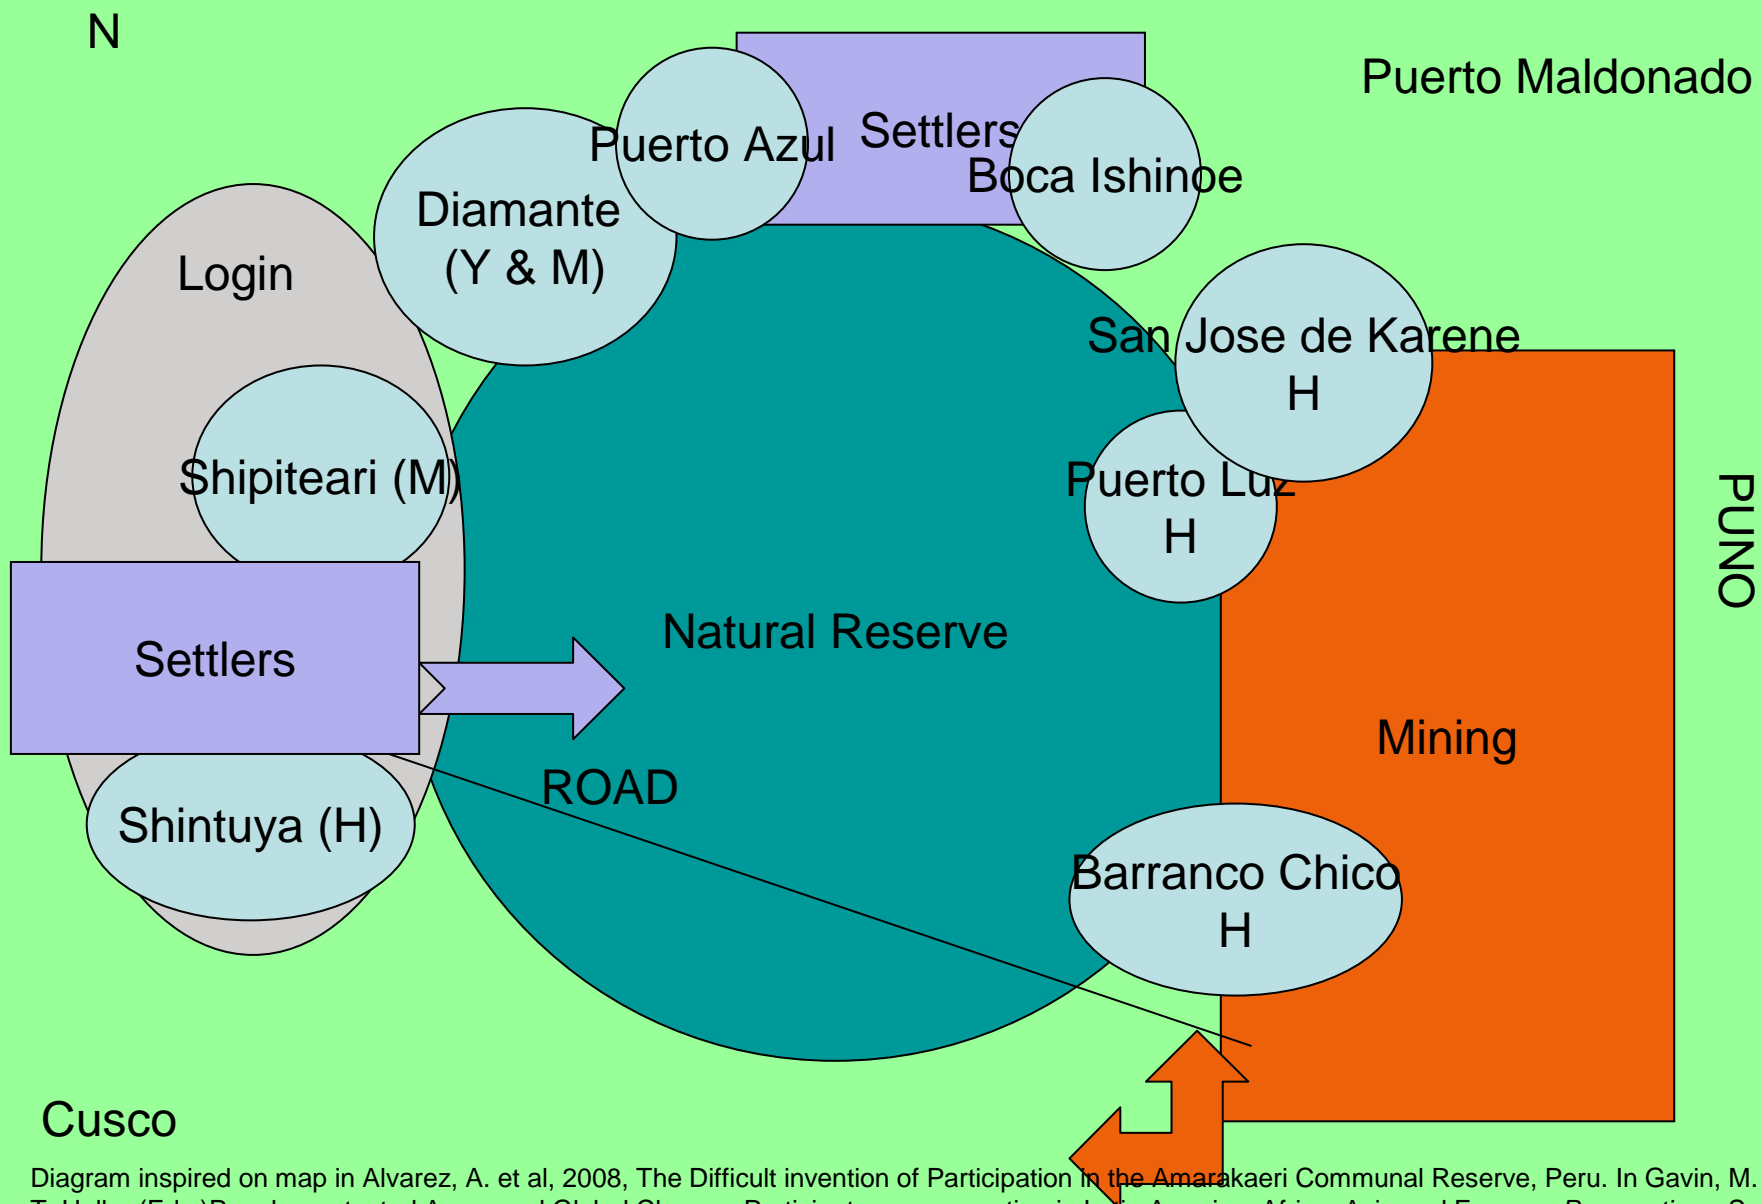 N
Puerto Maldonado
Settlers
Puerto Azul
Boca Ishinoe
Diamante
(Y & M)
Login
San Jose de Karene
H
Shipiteari (M)
Puerto Luz
H
PUNO
Natural Reserve
Settlers
Mining
ROAD
Shintuya (H)
Barranco Chico
H
Cusco
Diagram inspired on map in Alvarez, A. et al, 2008, The Difficult invention of Participation in the Amarakaeri Communal Reserve, Peru. In Gavin, M.